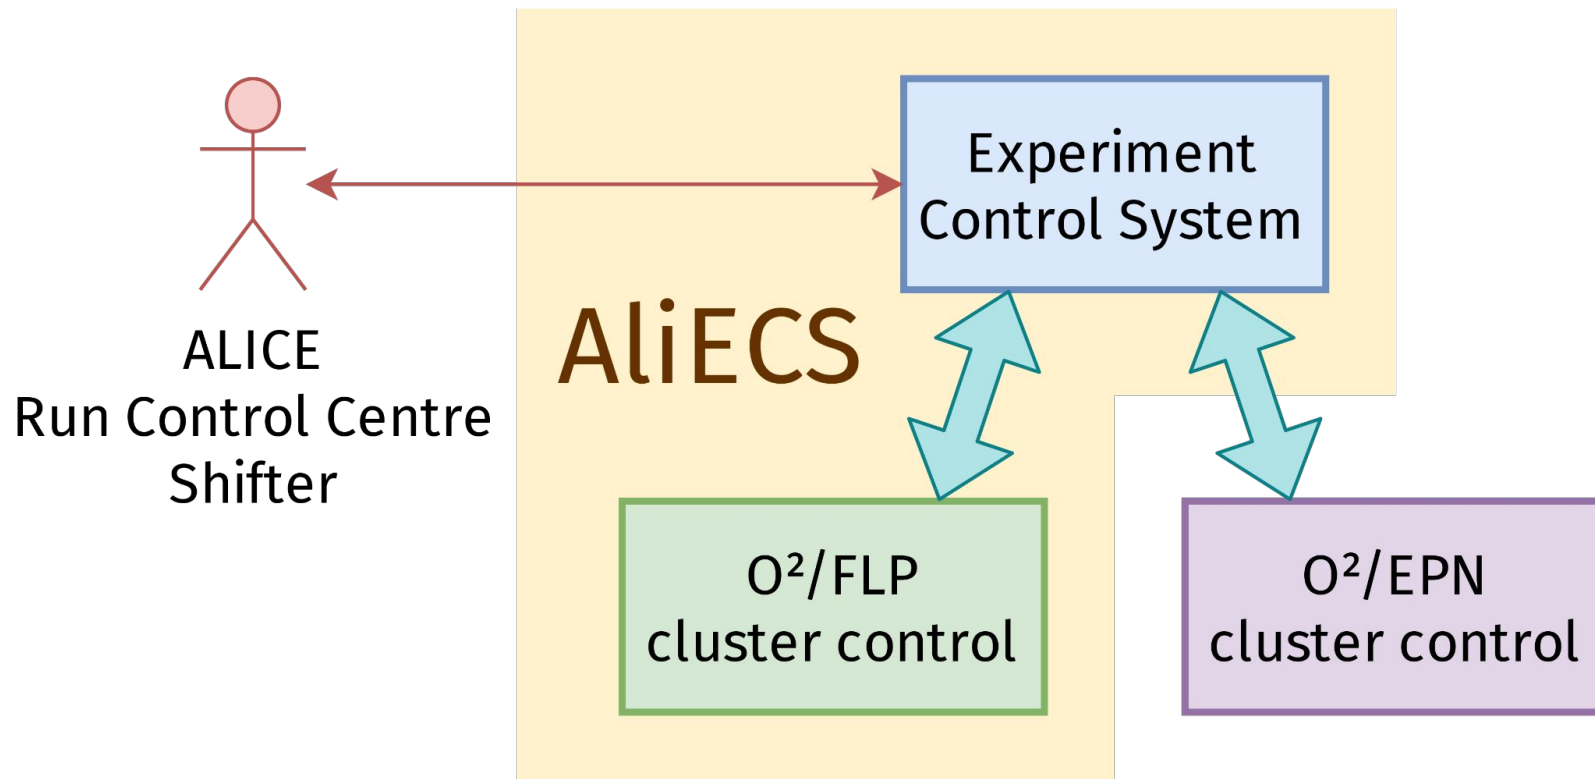 Experiment
Control System
AliECS
ALICE
Run Control Centre
Shifter
O²/FLP
cluster control
O²/EPN
cluster control